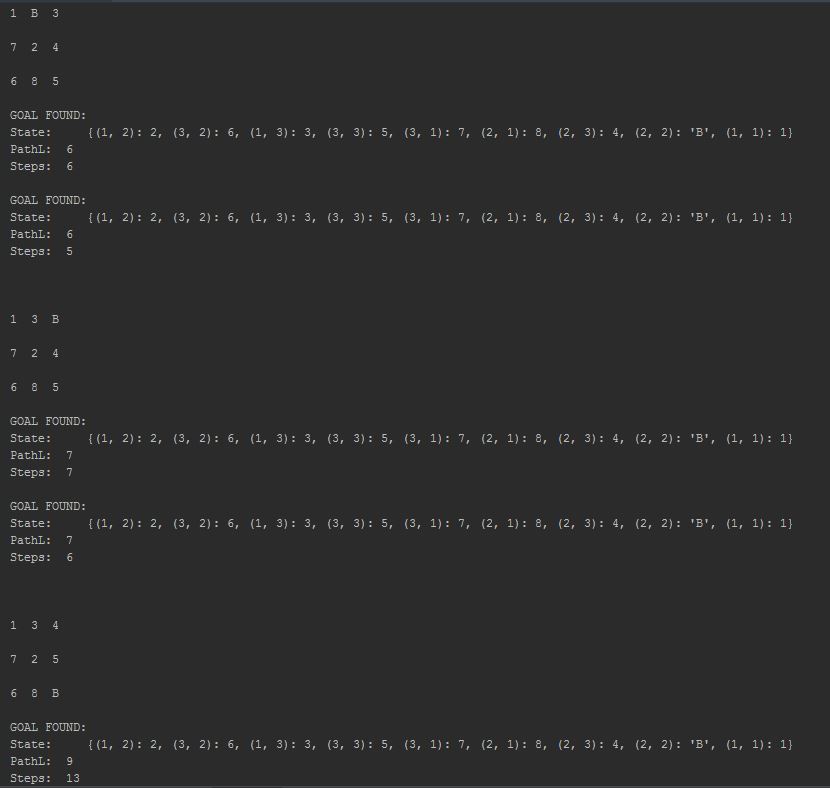 1 B 3
7 2 4
6 8 5
GOAL FOUND:
State: {(1, 2): 2, (3, 2): 6, (1, 3): 3, (3, 3): 5, (3, 1): 7, (2, 1): 8, (2, 3): 4, (2, 2): 'B', (1, 1): 1}
PathL: 6
Steps: 6
GOAL FOUND:
State: {(1, 2): 2, (3, 2): 6, (1, 3): 3, (3, 3): 5, (3, 1): 7, (2, 1): 8, (2, 3): 4, (2, 2): 'B', (1, 1): 1}
PathL: 6
Steps: 5
1 3 B
7 2 4
6 8 5
GOAL FOUND:
State: {(1, 2): 2, (3, 2): 6, (1, 3): 3, (3, 3): 5, (3, 1): 7, (2, 1): 8, (2, 3): 4, (2, 2): 'B', (1, 1): 1}
PathL: 7
Steps: 7
GOAL FOUND:
State: {(1, 2): 2, (3, 2): 6, (1, 3): 3, (3, 3): 5, (3, 1): 7, (2, 1): 8, (2, 3): 4, (2, 2): 'B', (1, 1): 1}
PathL: 7
Steps: 6
1 3 4
7 2 5
6 8 B
GOAL FOUND:
State: {(1, 2): 2, (3, 2): 6, (1, 3): 3, (3, 3): 5, (3, 1): 7, (2, 1): 8, (2, 3): 4, (2, 2): 'B', (1, 1): 1}
PathL: 9
Steps: 13